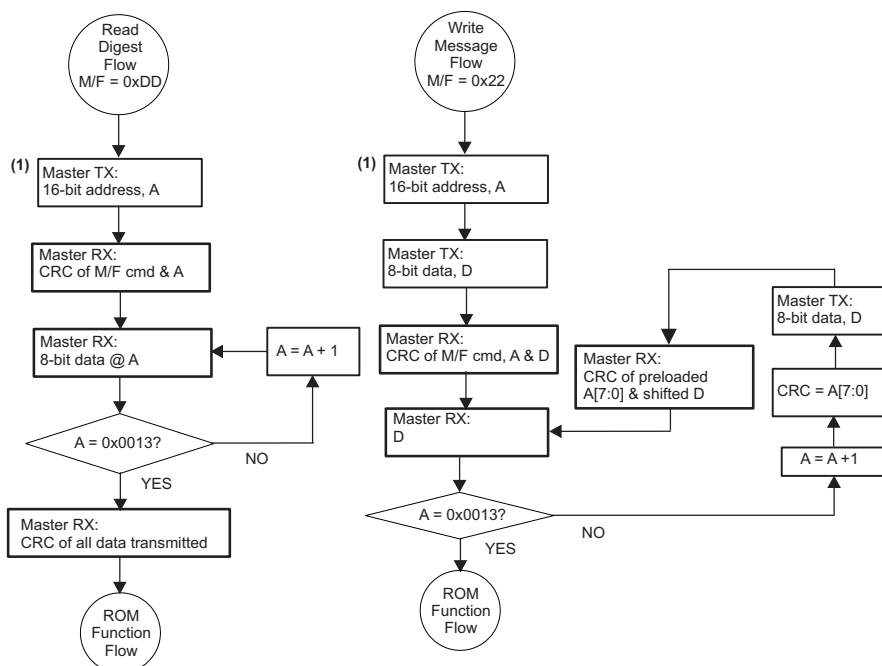 Read
Digest
Flow
M/F = 0xDD
(1)
Master TX:
16-bit address, A
Master RX:
CRC of M/F cmd & A
Master RX:
8-bit data @ A
A = A + 1
A = 0x0013?
NO
YES
Master RX:
CRC of all data transmitted
ROM
Function
Flow
Write
Message
Flow
M/F = 0x22
(1)
Master TX:
16-bit address, A
Master TX:
8-bit data, D
Master RX:
CRC of M/F cmd, A & D
Master RX:
D
A = 0x0013?
NO
YES
ROM
Function
Flow
A = A +1
CRC = A[7:0]
Master TX:
8-bit data, D
Master RX:
CRC of preloaded
A[7:0] & shifted D